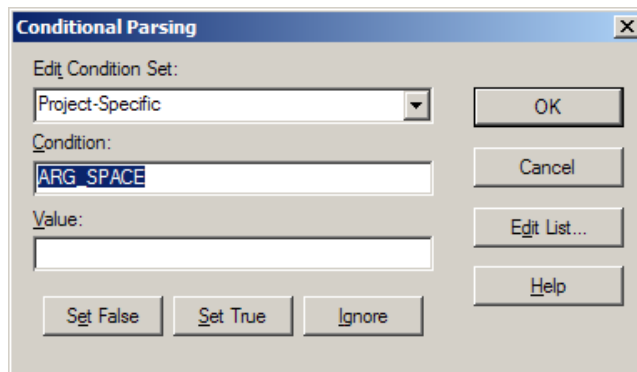 Conditional Parsing
Edit Condition Set:
Project-Specific
OK
Condition:
ARG_SPACE
Cancel
Value:
Edit List...
Help
Set False
Set True
Ignore